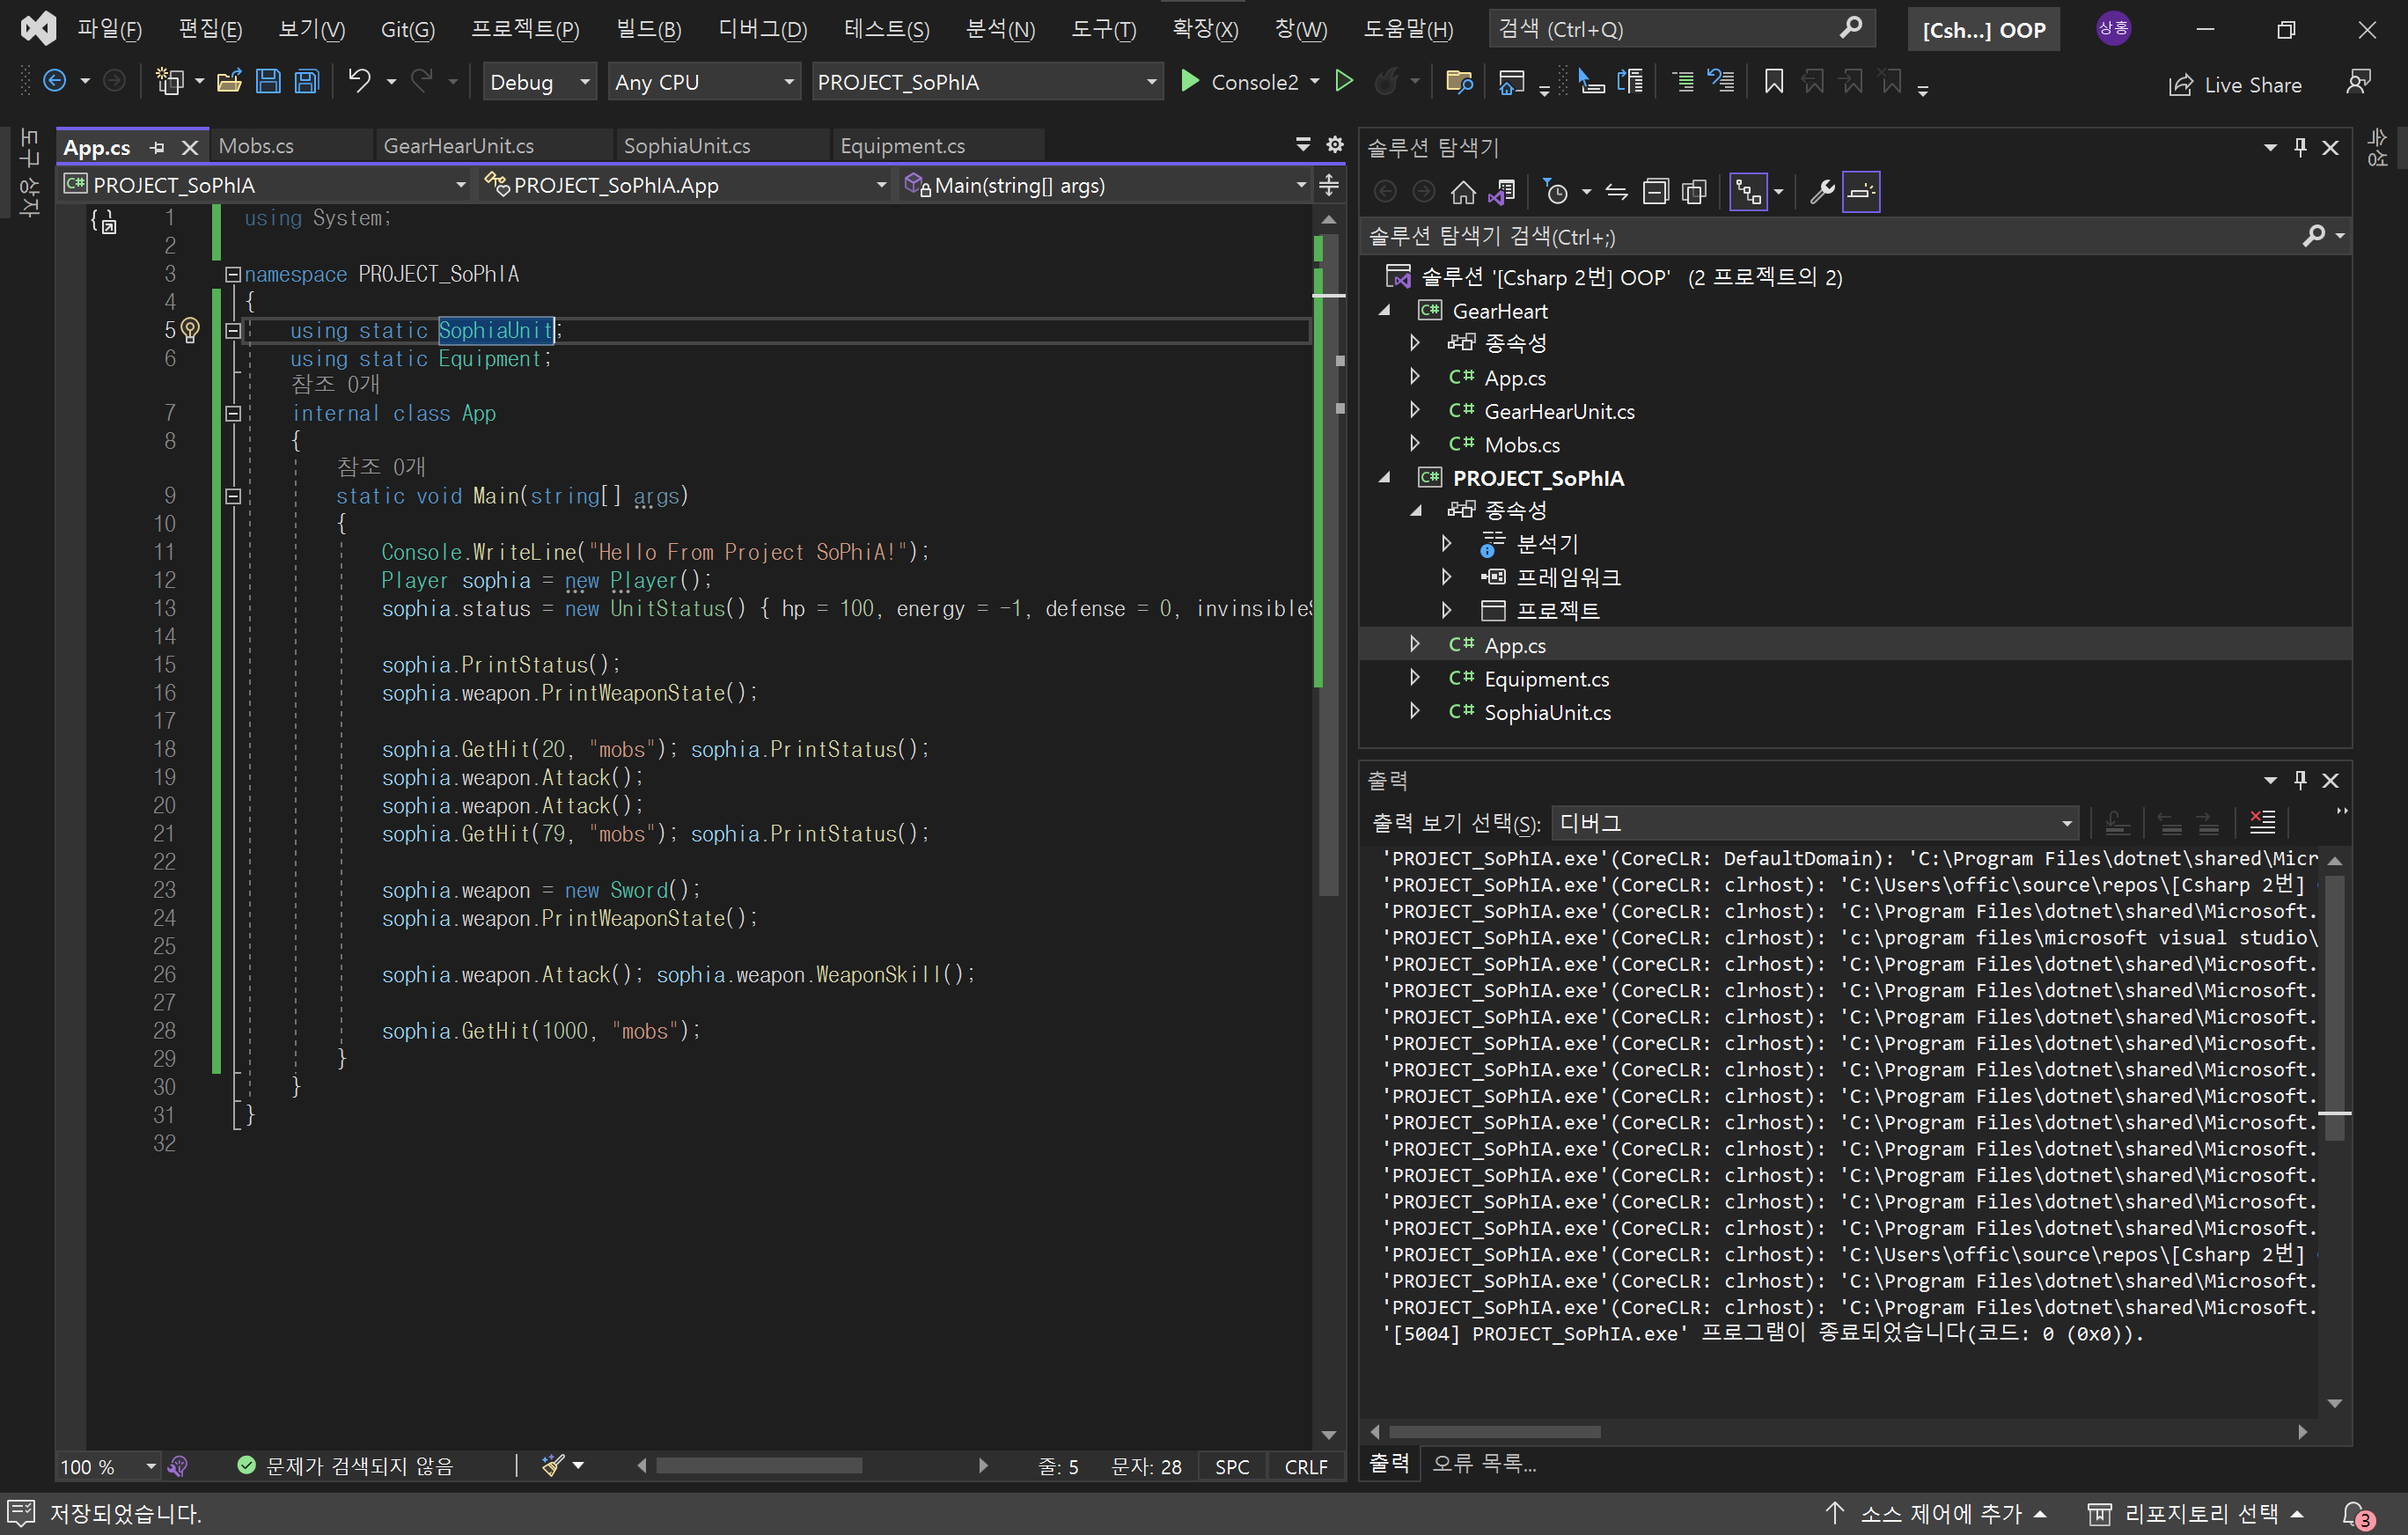 파일(F) 편집(E) 보기(V) Git(G) 프로젝트(P) 빌드(B) 디버그(D) 테스트(S) 분석(N) 도구(T) 확장(X) 창(W) 도움말(H) 검색 (Ctrl+Q) [Csh...] OOP 상홍
Debug Any CPU PROJECT_SoPhIA Console2 Live Share
도구 상자
App.cs Mobs.cs GearHearUnit.cs SophiaUnit.cs Equipment.cs
PROJECT_SoPhIA PROJECT_SoPhIA.App Main(string[] args)
1 using System;
2
3 namespace PROJECT_SoPhIA
4 {
5 using static SophiaUnit;
6 using static Equipment;
참조 0개
7 internal class App
8 {
참조 0개
9 static void Main(string[] args)
10 {
11 Console.WriteLine("Hello From Project SoPhiA!");
12 Player sophia = new Player();
13 sophia.status = new UnitStatus() { hp = 100, energy = -1, defense = 0, invinsible
14
15 sophia.PrintStatus();
16 sophia.weapon.PrintWeaponState();
17
18 sophia.GetHit(20, "mobs"); sophia.PrintStatus();
19 sophia.weapon.Attack();
20 sophia.weapon.Attack();
21 sophia.GetHit(79, "mobs"); sophia.PrintStatus();
22
23 sophia.weapon = new Sword();
24 sophia.weapon.PrintWeaponState();
25
26 sophia.weapon.Attack(); sophia.weapon.WeaponSkill();
27
28 sophia.GetHit(1000, "mobs");
29 }
30 }
31 }
32
100 % 문제가 검색되지 않음 줄: 5 문자: 28 SPC CRLF
솔루션 탐색기
솔루션 탐색기 검색(Ctrl+;)
솔루션 '[Csharp 2번] OOP' (2 프로젝트의 2)
C# GearHeart
종속성
C# App.cs
C# GearHearUnit.cs
C# Mobs.cs
C# PROJECT_SoPhIA
종속성
분석기
프레임워크
프로젝트
C# App.cs
C# Equipment.cs
C# SophiaUnit.cs
속성
출력
출력 보기 선택(S): 디버그
'PROJECT_SoPhIA.exe'(CoreCLR: DefaultDomain): 'C:\Program Files\dotnet\shared\Micr
'PROJECT_SoPhIA.exe'(CoreCLR: clrhost): 'C:\Users\offic\source\repos\[Csharp 2번]
'PROJECT_SoPhIA.exe'(CoreCLR: clrhost): 'C:\Program Files\dotnet\shared\Microsoft.
'PROJECT_SoPhIA.exe'(CoreCLR: clrhost): 'c:\program files\microsoft visual studio\
'PROJECT_SoPhIA.exe'(CoreCLR: clrhost): 'C:\Program Files\dotnet\shared\Microsoft.
'PROJECT_SoPhIA.exe'(CoreCLR: clrhost): 'C:\Program Files\dotnet\shared\Microsoft.
'PROJECT_SoPhIA.exe'(CoreCLR: clrhost): 'C:\Program Files\dotnet\shared\Microsoft.
'PROJECT_SoPhIA.exe'(CoreCLR: clrhost): 'C:\Program Files\dotnet\shared\Microsoft.
'PROJECT_SoPhIA.exe'(CoreCLR: clrhost): 'C:\Program Files\dotnet\shared\Microsoft.
'PROJECT_SoPhIA.exe'(CoreCLR: clrhost): 'C:\Program Files\dotnet\shared\Microsoft.
'PROJECT_SoPhIA.exe'(CoreCLR: clrhost): 'C:\Program Files\dotnet\shared\Microsoft.
'PROJECT_SoPhIA.exe'(CoreCLR: clrhost): 'C:\Program Files\dotnet\shared\Microsoft.
'PROJECT_SoPhIA.exe'(CoreCLR: clrhost): 'C:\Program Files\dotnet\shared\Microsoft.
'PROJECT_SoPhIA.exe'(CoreCLR: clrhost): 'C:\Program Files\dotnet\shared\Microsoft.
'PROJECT_SoPhIA.exe'(CoreCLR: clrhost): 'C:\Program Files\dotnet\shared\Microsoft.
'PROJECT_SoPhIA.exe'(CoreCLR: clrhost): 'C:\Users\offic\source\repos\[Csharp 2번]
'PROJECT_SoPhIA.exe'(CoreCLR: clrhost): 'C:\Program Files\dotnet\shared\Microsoft.
'PROJECT_SoPhIA.exe'(CoreCLR: clrhost): 'C:\Program Files\dotnet\shared\Microsoft.
'[5004] PROJECT_SoPhIA.exe' 프로그램이 종료되었습니다(코드: 0 (0x0)).
출력 오류 목록...
저장되었습니다. 소스 제어에 추가 리포지토리 선택 3